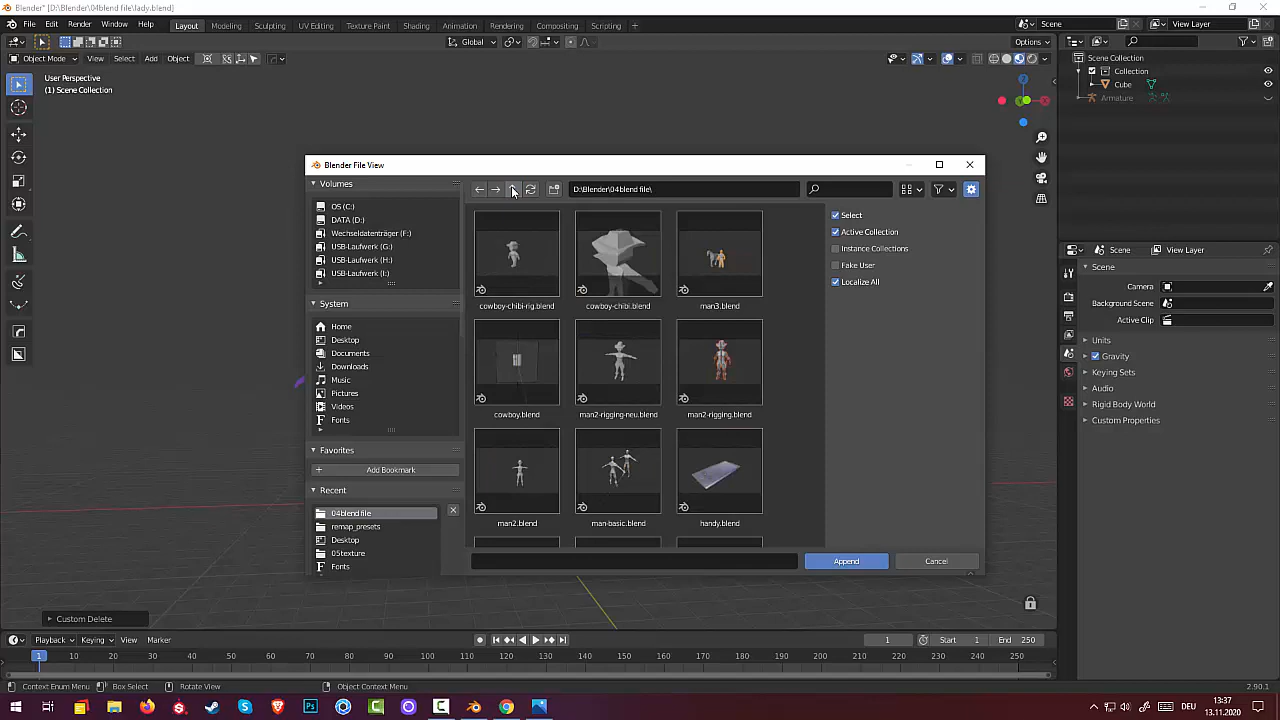 Blender* [D:\Blender\04blend file\lady.blend]
File Edit Render Window Help Layout Modeling Sculpting UV Editing Texture Paint Shading Animation Rendering Compositing Scripting + Scene View Layer
Global Options
Object Mode View Select Add Object
User Perspective
(1) Scene Collection
Scene Collection
Collection
Cube
Armature
Blender File View
Volumes
OS (C:)
DATA (D:)
Wechseldatenträger (F:)
USB-Laufwerk (G:)
USB-Laufwerk (H:)
USB-Laufwerk (I:)
System
Home
Desktop
Documents
Downloads
Music
Pictures
Videos
Fonts
Favorites
Add Bookmark
Recent
04blend file
remap_presets
Desktop
05texture
Fonts
D:\Blender\04blend file\
cowboy-chibi-rig.blend cowboy-chibi.blend man3.blend
cowboy.blend man2-rigging-neu.blend man2-rigging.blend
man2.blend man-basic.blend handy.blend
Select
Active Collection
Instance Collections
Fake User
Localize All
Append Cancel
Scene View Layer
Scene
Camera
Background Scene
Active Clip
Units
Gravity
Keying Sets
Audio
Rigid Body World
Custom Properties
Custom Delete
Playback Keying View Marker 1 Start 1 End 250
1 10 20 30 40 50 60 70 80 90 100 110 120 130 140 150 160 170 180 190 200 210 220 230 240 250
Context Enum Menu Box Select Rotate View Object Context Menu 2.90.1
DEU 13:37
13.11.2020